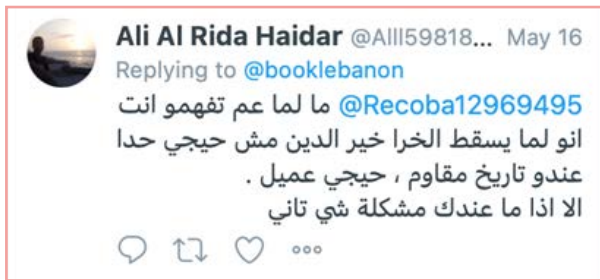 Ali Al Rida Haidar @Alll59818... May 16
Replying to @booklebanon
@Recoba12969495 ما لما عم تفهمو انت
انو لما يسقط الخرا خير الدين مش حيجي حدا
عندو تاريخ مقاوم ، حيجي عميل .
الا اذا ما عندك مشكلة شي تاني